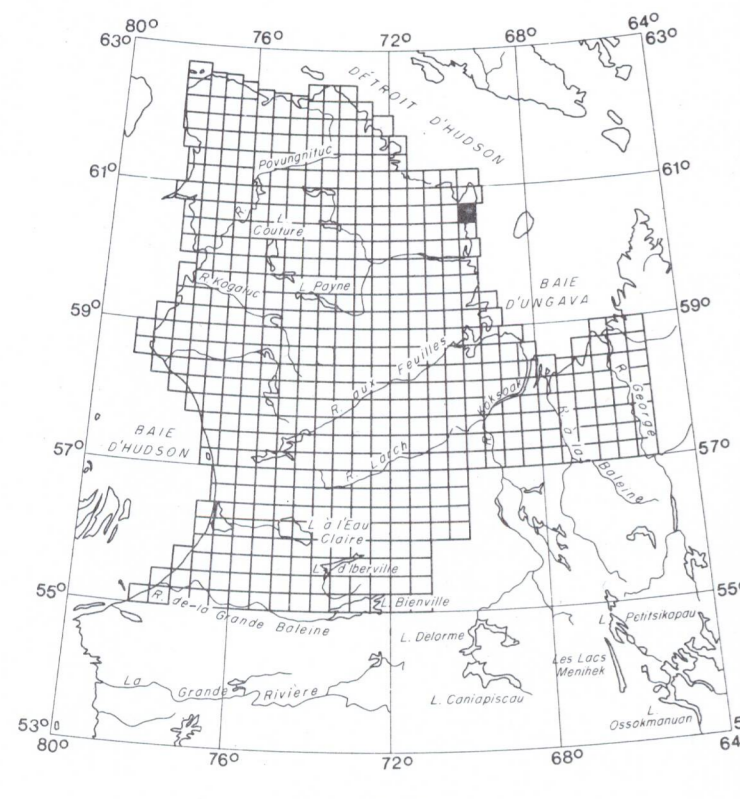 80° 76° 72° 68° 64°
63° 63°
DÉTROIT D'HUDSON
Povungnituc
61° 61°
R.
L.
Couture
R. Kogaluc
L. Payne
BAIE
D'UNGAVA
59° 59°
R. aux Feuilles
Koksoak
R.
R. à la
Baleine
R. George
BAIE
D'HUDSON
57° 57°
R. Larch
L. à l'Eau
Claire
L. d'Iberville
55° 55°
R. de-la Grande Baleine
L. Bienville
L. Delorme
L. Pchtsikapau
Les Lacs
Menihek
La Grande Rivière
L. Caniapiscau
L.
Ossokmanuan
53°
80° 76° 72° 68° 64
5